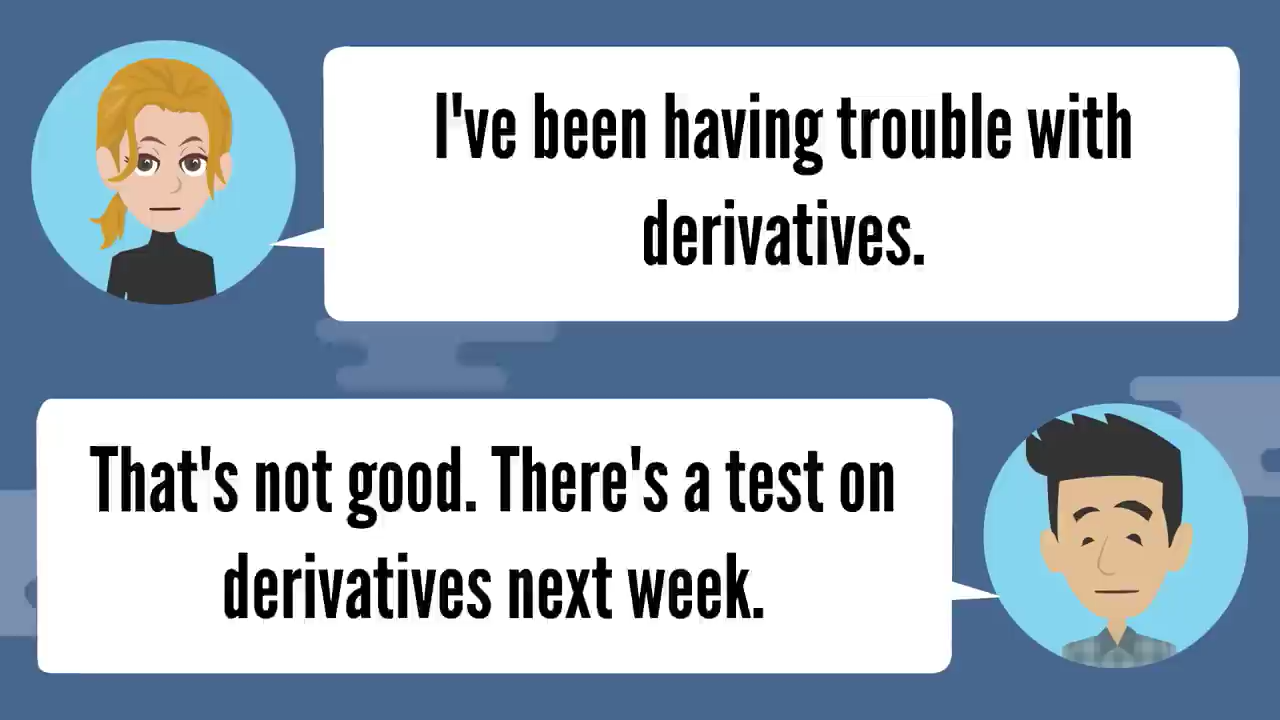 I've been having trouble with
derivatives.
That's not good. There's a test on
derivatives next week.